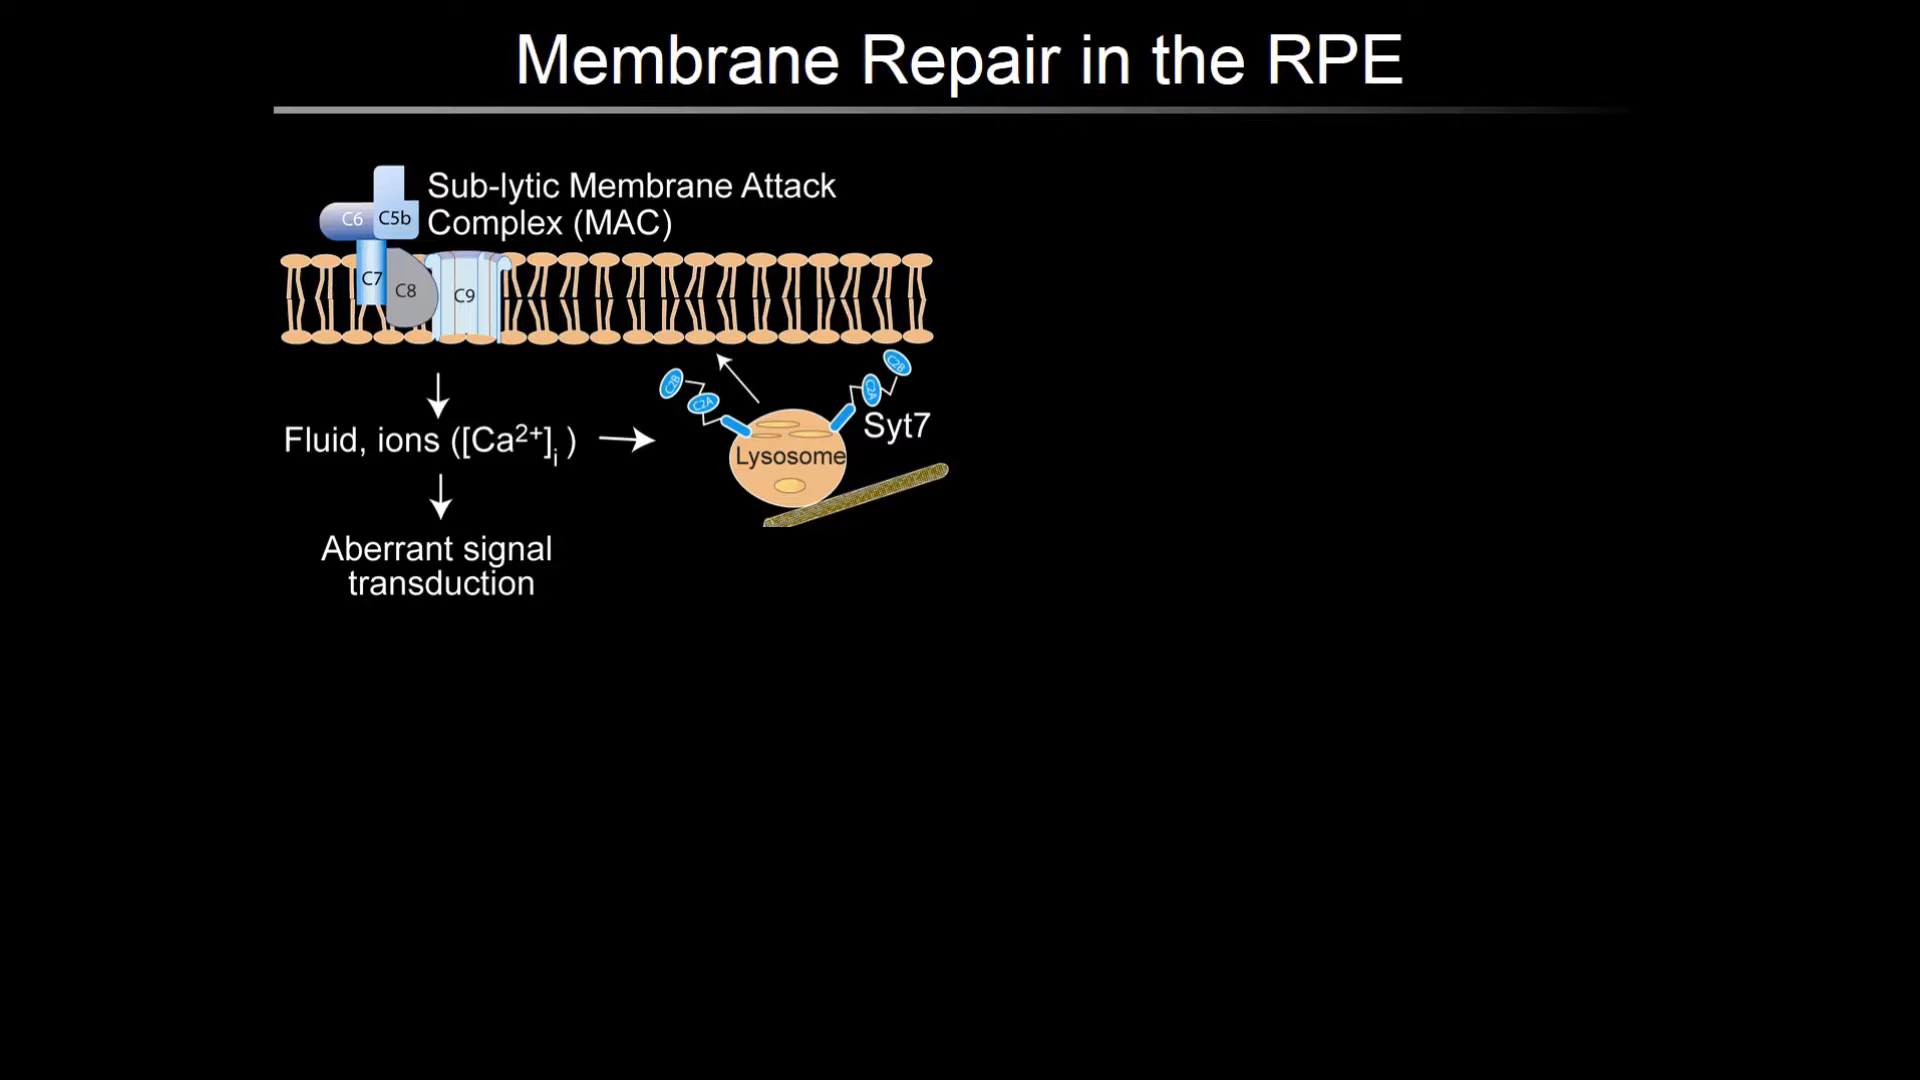 Membrane Repair in the RPE
Sub-lytic Membrane Attack
Complex (MAC)
C6
C5b
C7
C8
C9
C2B
C2A
C2A
C2B
Syt7
Fluid, ions ([Ca²⁺]ᵢ )
Lysosome
Aberrant signal
transduction